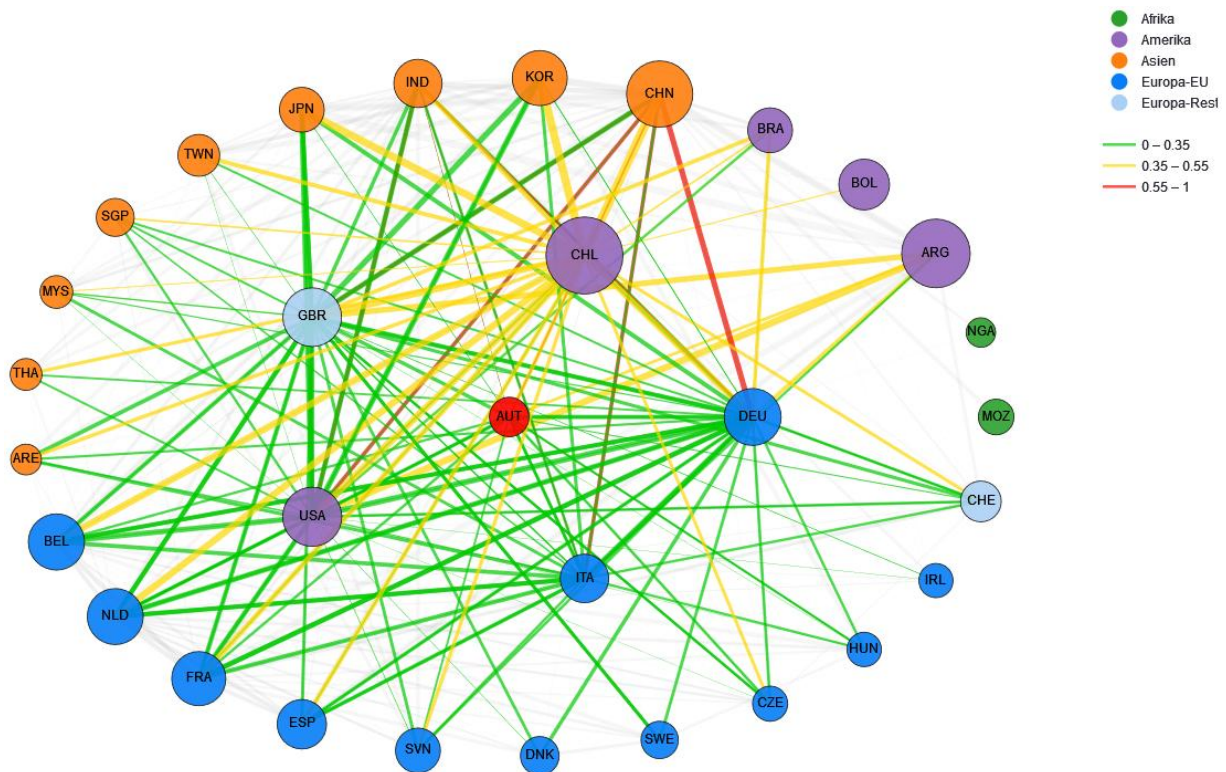 Afrika
Amerika
Asien
Europa-EU
Europa-Rest
0 – 0.35
0.35 – 0.55
0.55 – 1
KOR
IND
CHN
JPN
BRA
TWN
BOL
SGP
CHL
ARG
MYS
GBR
NGA
THA
AUT
DEU
MOZ
ARE
CHE
USA
BEL
ITA
IRL
NLD
HUN
FRA
CZE
ESP
SWE
SVN
DNK